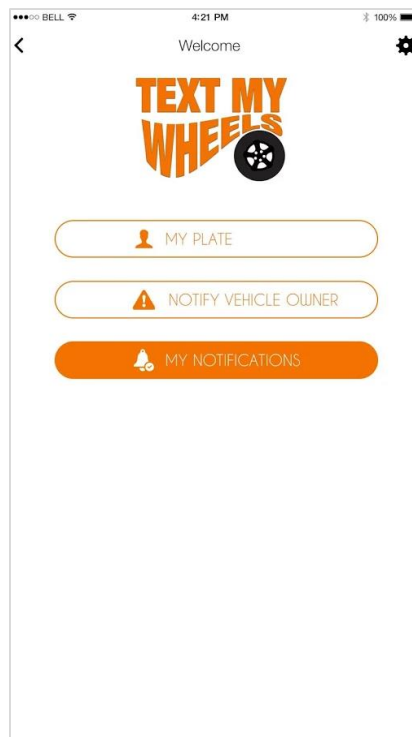 BELL 4:21 PM 100%
Welcome
TEXT MY
WHEELS
MY PLATE
NOTIFY VEHICLE OWNER
MY NOTIFICATIONS